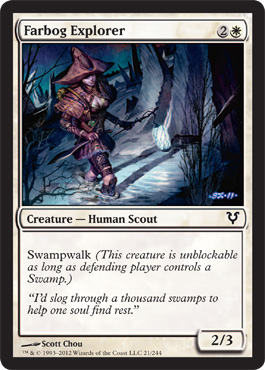 Farbog Explorer 2
Creature — Human Scout
Swampwalk (This creature is unblockable
as long as defending player controls a
Swamp.)
“I’d slog through a thousand swamps to
help one soul find rest.”
2/3
Scott Chou
™ & © 1993–2012 Wizards of the Coast LLC 21/244